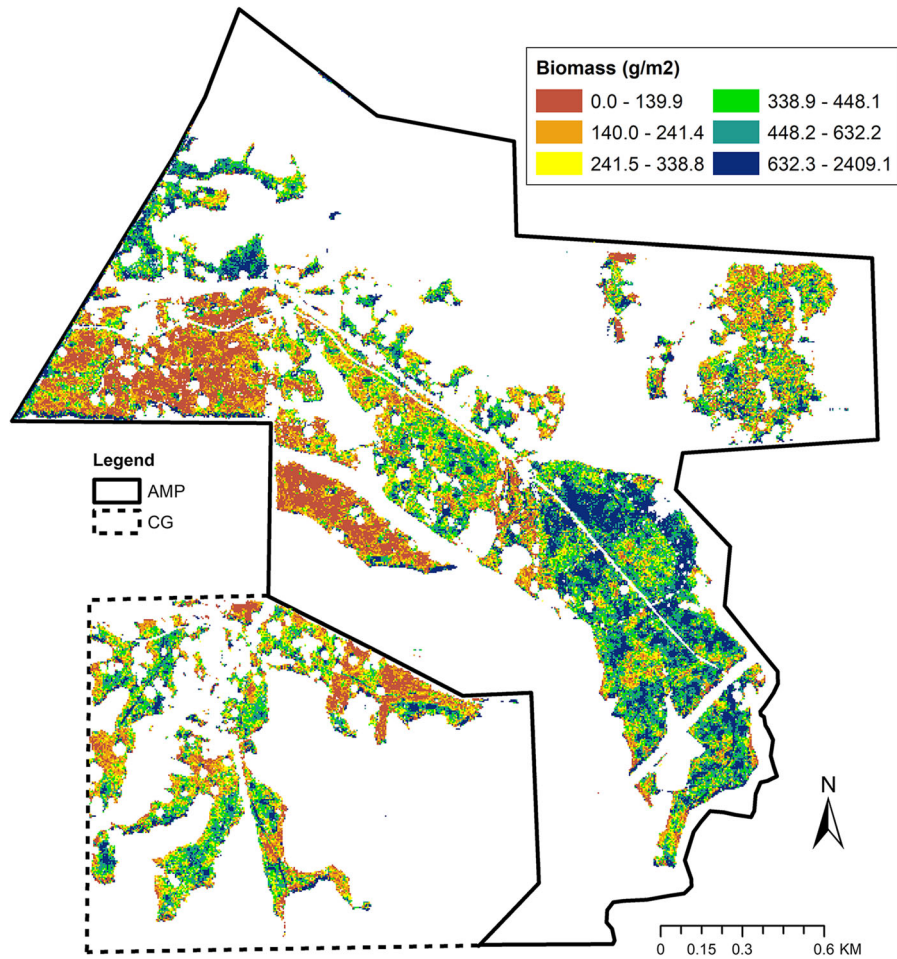 Biomass (g/m2)
0.0 - 139.9
338.9 - 448.1
140.0 - 241.4
448.2 - 632.2
241.5 - 338.8
632.3 - 2409.1
Legend
AMP
CG
N
0 0.15 0.3 0.6 KM